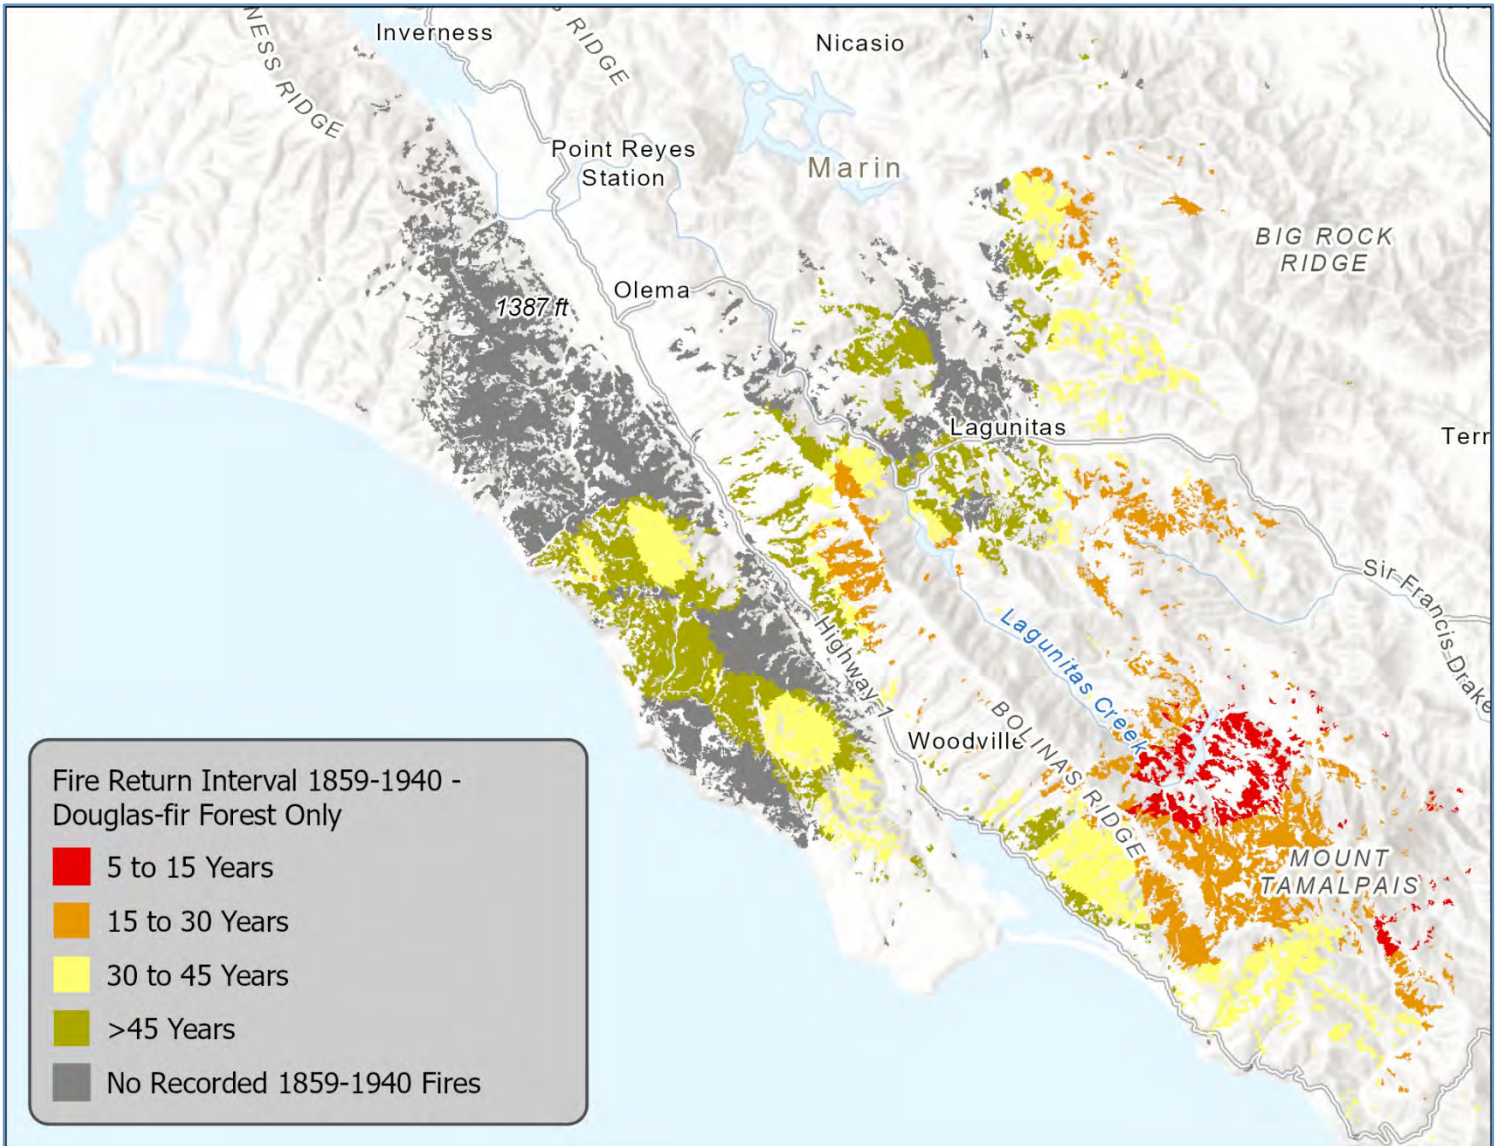 Inverness
NESS RIDGE
S RIDGE
Nicasio
Point Reyes
Station
Marin
BIG ROCK
RIDGE
Olema
1387 ft
Lagunitas
Terr
Sir Francis Drake
Highway 1
Lagunitas Creek
BOLINAS RIDGE
Woodville
MOUNT
TAMALPAIS
Fire Return Interval 1859-1940 -
Douglas-fir Forest Only
5 to 15 Years
15 to 30 Years
30 to 45 Years
>45 Years
No Recorded 1859-1940 Fires